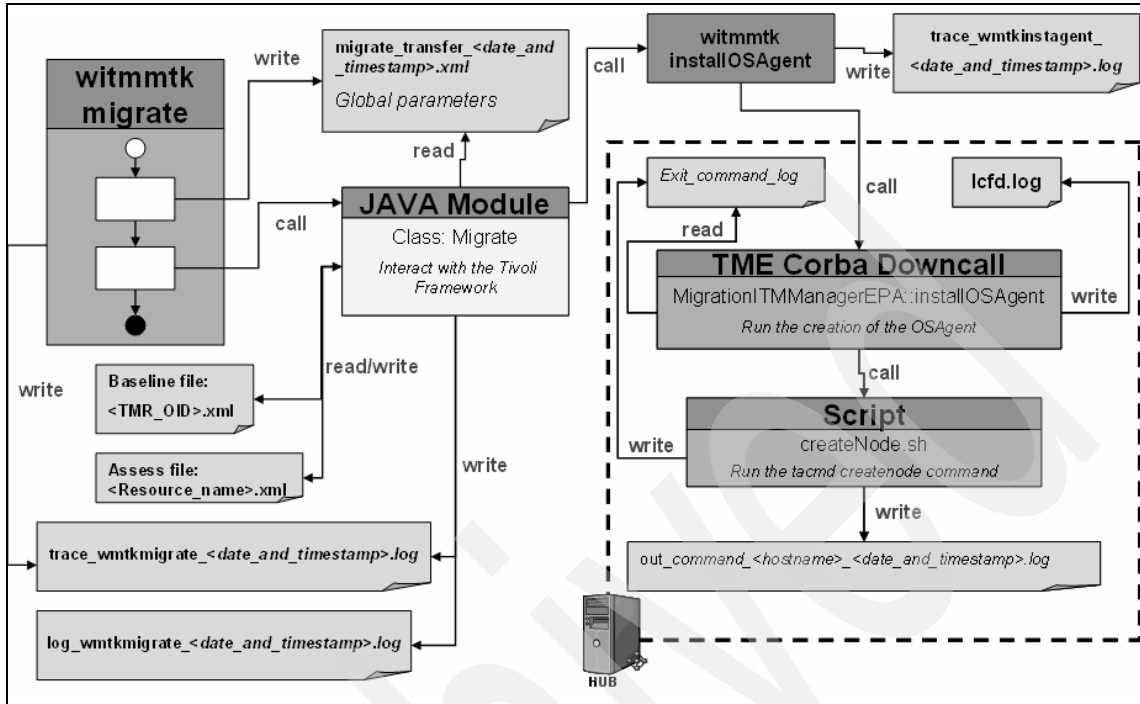 witmmtk
migrate
write
migrate_transfer_<date_and
_timestamp>.xml
Global parameters
read
call
JAVA Module
Class: Migrate
Interact with the Tivoli
Framework
call
witmmtk
installOSAgent
write
trace_wmtkinstagent_
<date_and_timestamp>.log
call
Exit_command_log
lcfd.log
read
TME Corba Downcall
MigrationITMManagerEPA::installOSAgent
Run the creation of the OSAgent
write
call
Script
createNode.sh
Run the tacmd createnode command
write
write
out_command_<hostname>_<date_and_timestamp>.log
HUB
read/write
write
Baseline file:
<TMR_OID>.xml
Assess file:
<Resource_name>.xml
write
trace_wmtkmigrate_<date_and_timestamp>.log
log_wmtkmigrate_<date_and_timestamp>.log